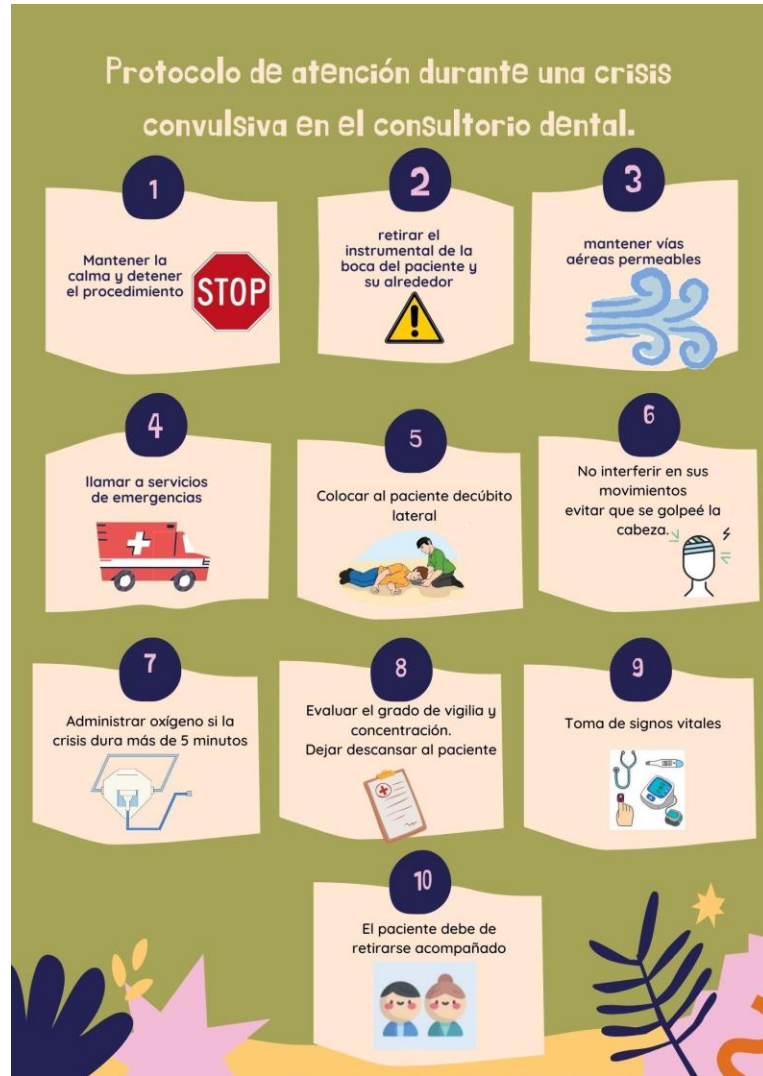 Protocolo de atención durante una crisis
convulsiva en el consultorio dental.
1
Mantener la
calma y detener
el procedimiento
STOP
2
retirar el
instrumental de la
boca del paciente y
su alrededor
3
mantener vías
aéreas permeables
4
llamar a servicios
de emergencias
5
Colocar al paciente decúbito
lateral
6
No interferir en sus
movimientos
evitar que se golpeé la
cabeza.
7
Administrar oxígeno si la
crisis dura más de 5 minutos
8
Evaluar el grado de vigilia y
concentración.
Dejar descansar al paciente
9
Toma de signos vitales
10
El paciente debe de
retirarse acompañado